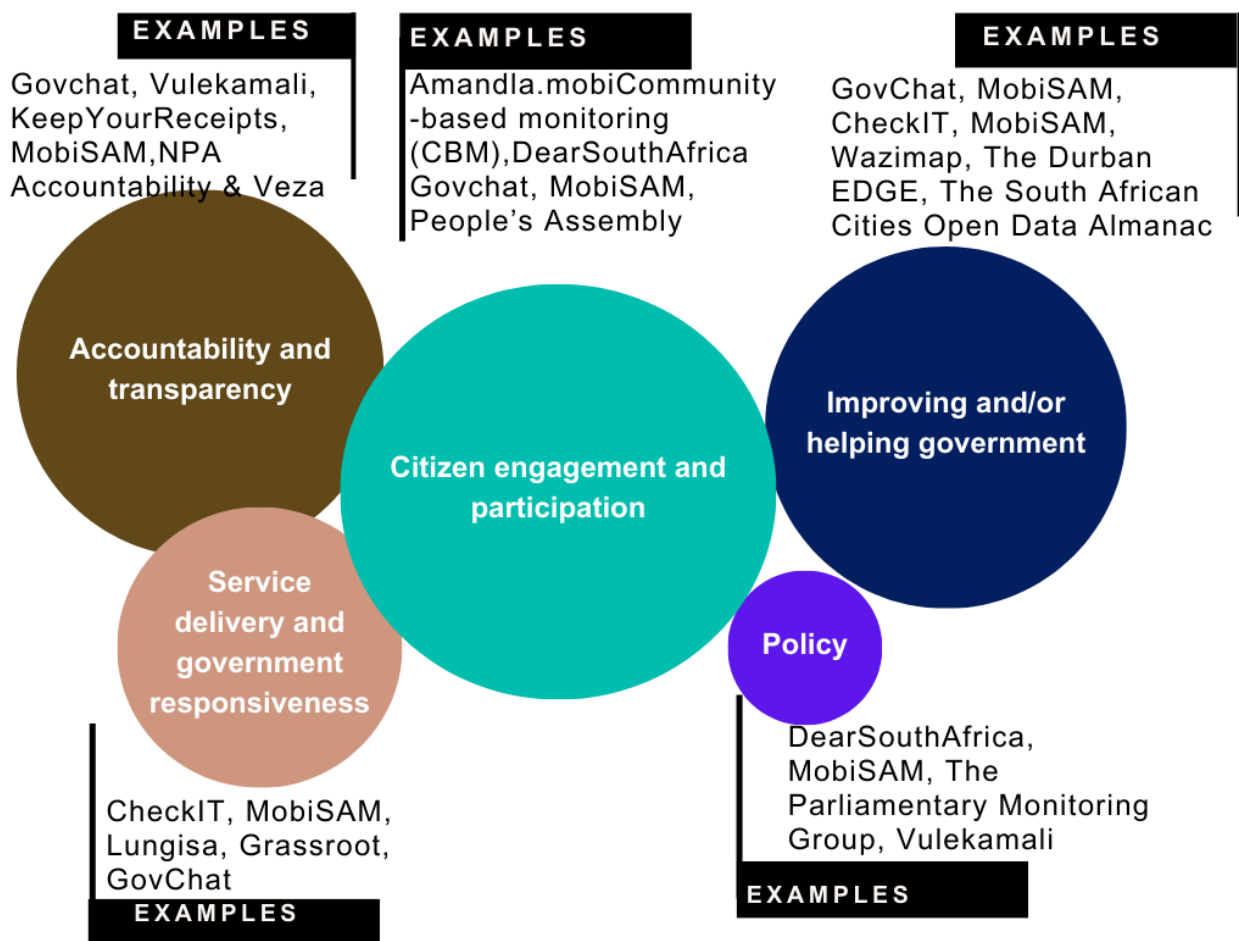 EXAMPLES
Govchat, Vulekamali,
KeepYourReceipts,
MobiSAM,NPA
Accountability & Veza
EXAMPLES
Amandla.mobiCommunity
-based monitoring
(CBM),DearSouthAfrica
Govchat, MobiSAM,
People’s Assembly
EXAMPLES
GovChat, MobiSAM,
CheckIT, MobiSAM,
Wazimap, The Durban
EDGE, The South African
Cities Open Data Almanac
Accountability and
transparency
Citizen engagement and
participation
Improving and/or
helping government
Service
delivery and
government
responsiveness
Policy
CheckIT, MobiSAM,
Lungisa, Grassroot,
GovChat
EXAMPLES
DearSouthAfrica,
MobiSAM, The
Parliamentary Monitoring
Group, Vulekamali
EXAMPLES